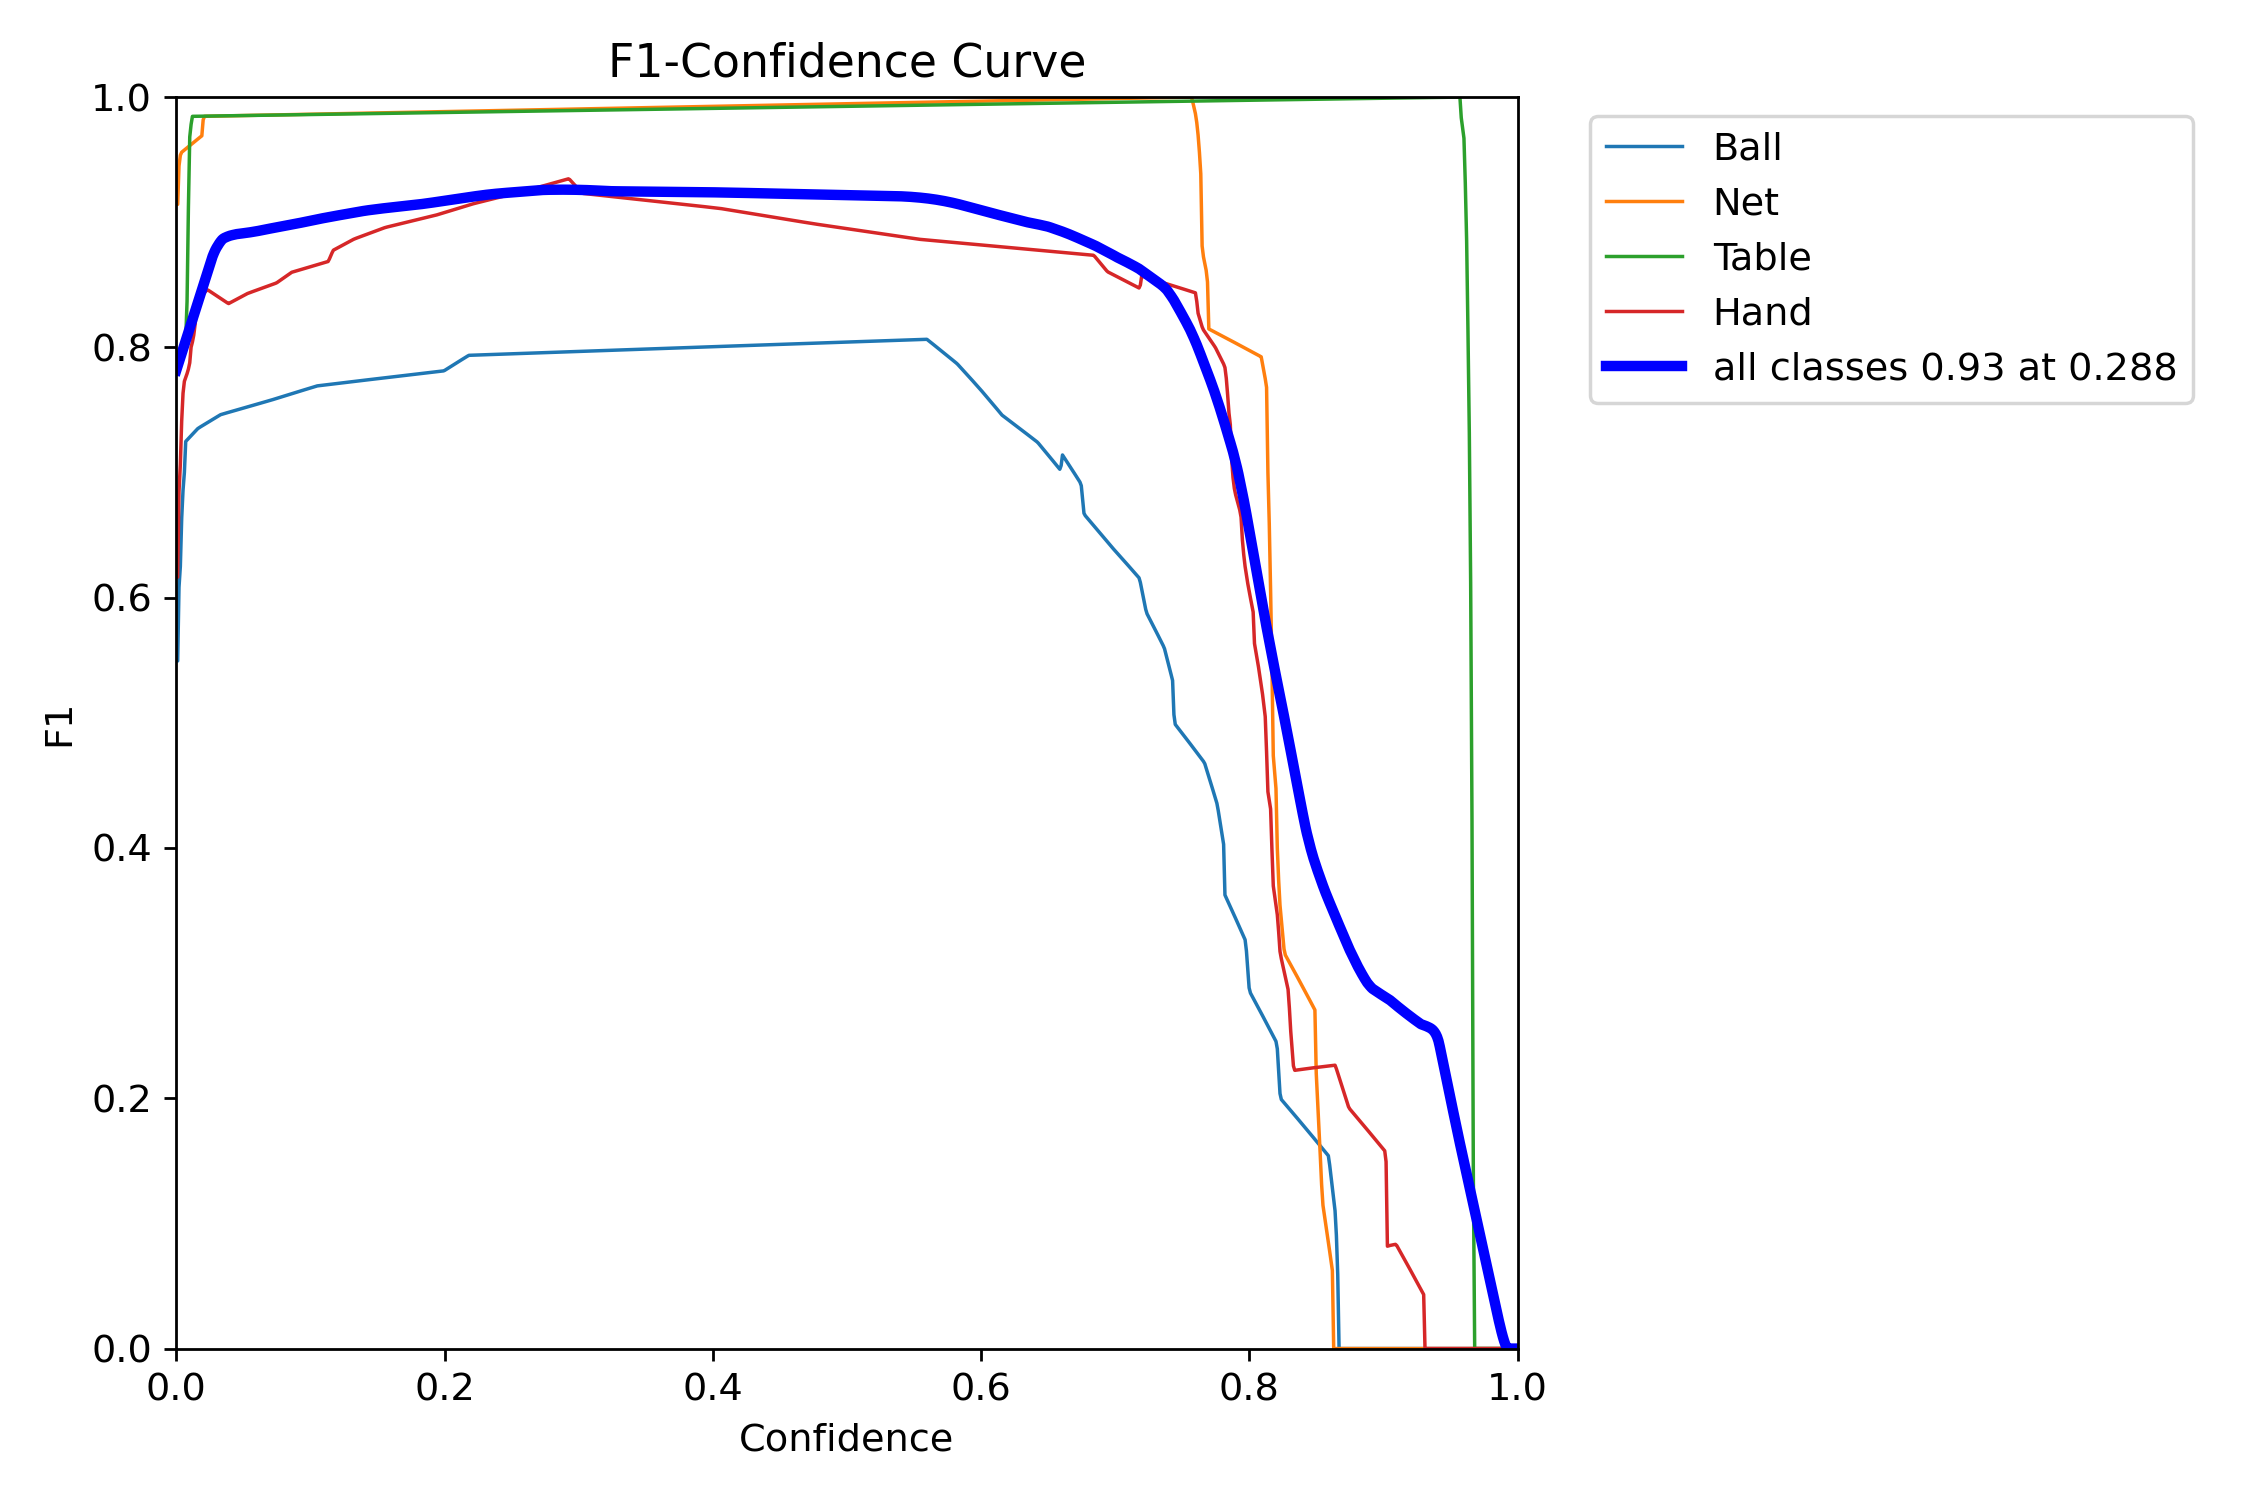 F1-Confidence Curve
1.0
0.8
0.6
0.4
0.2
0.0
F1
0.0 0.2 0.4 0.6 0.8 1.0
Confidence
Ball
Net
Table
Hand
all classes 0.93 at 0.288